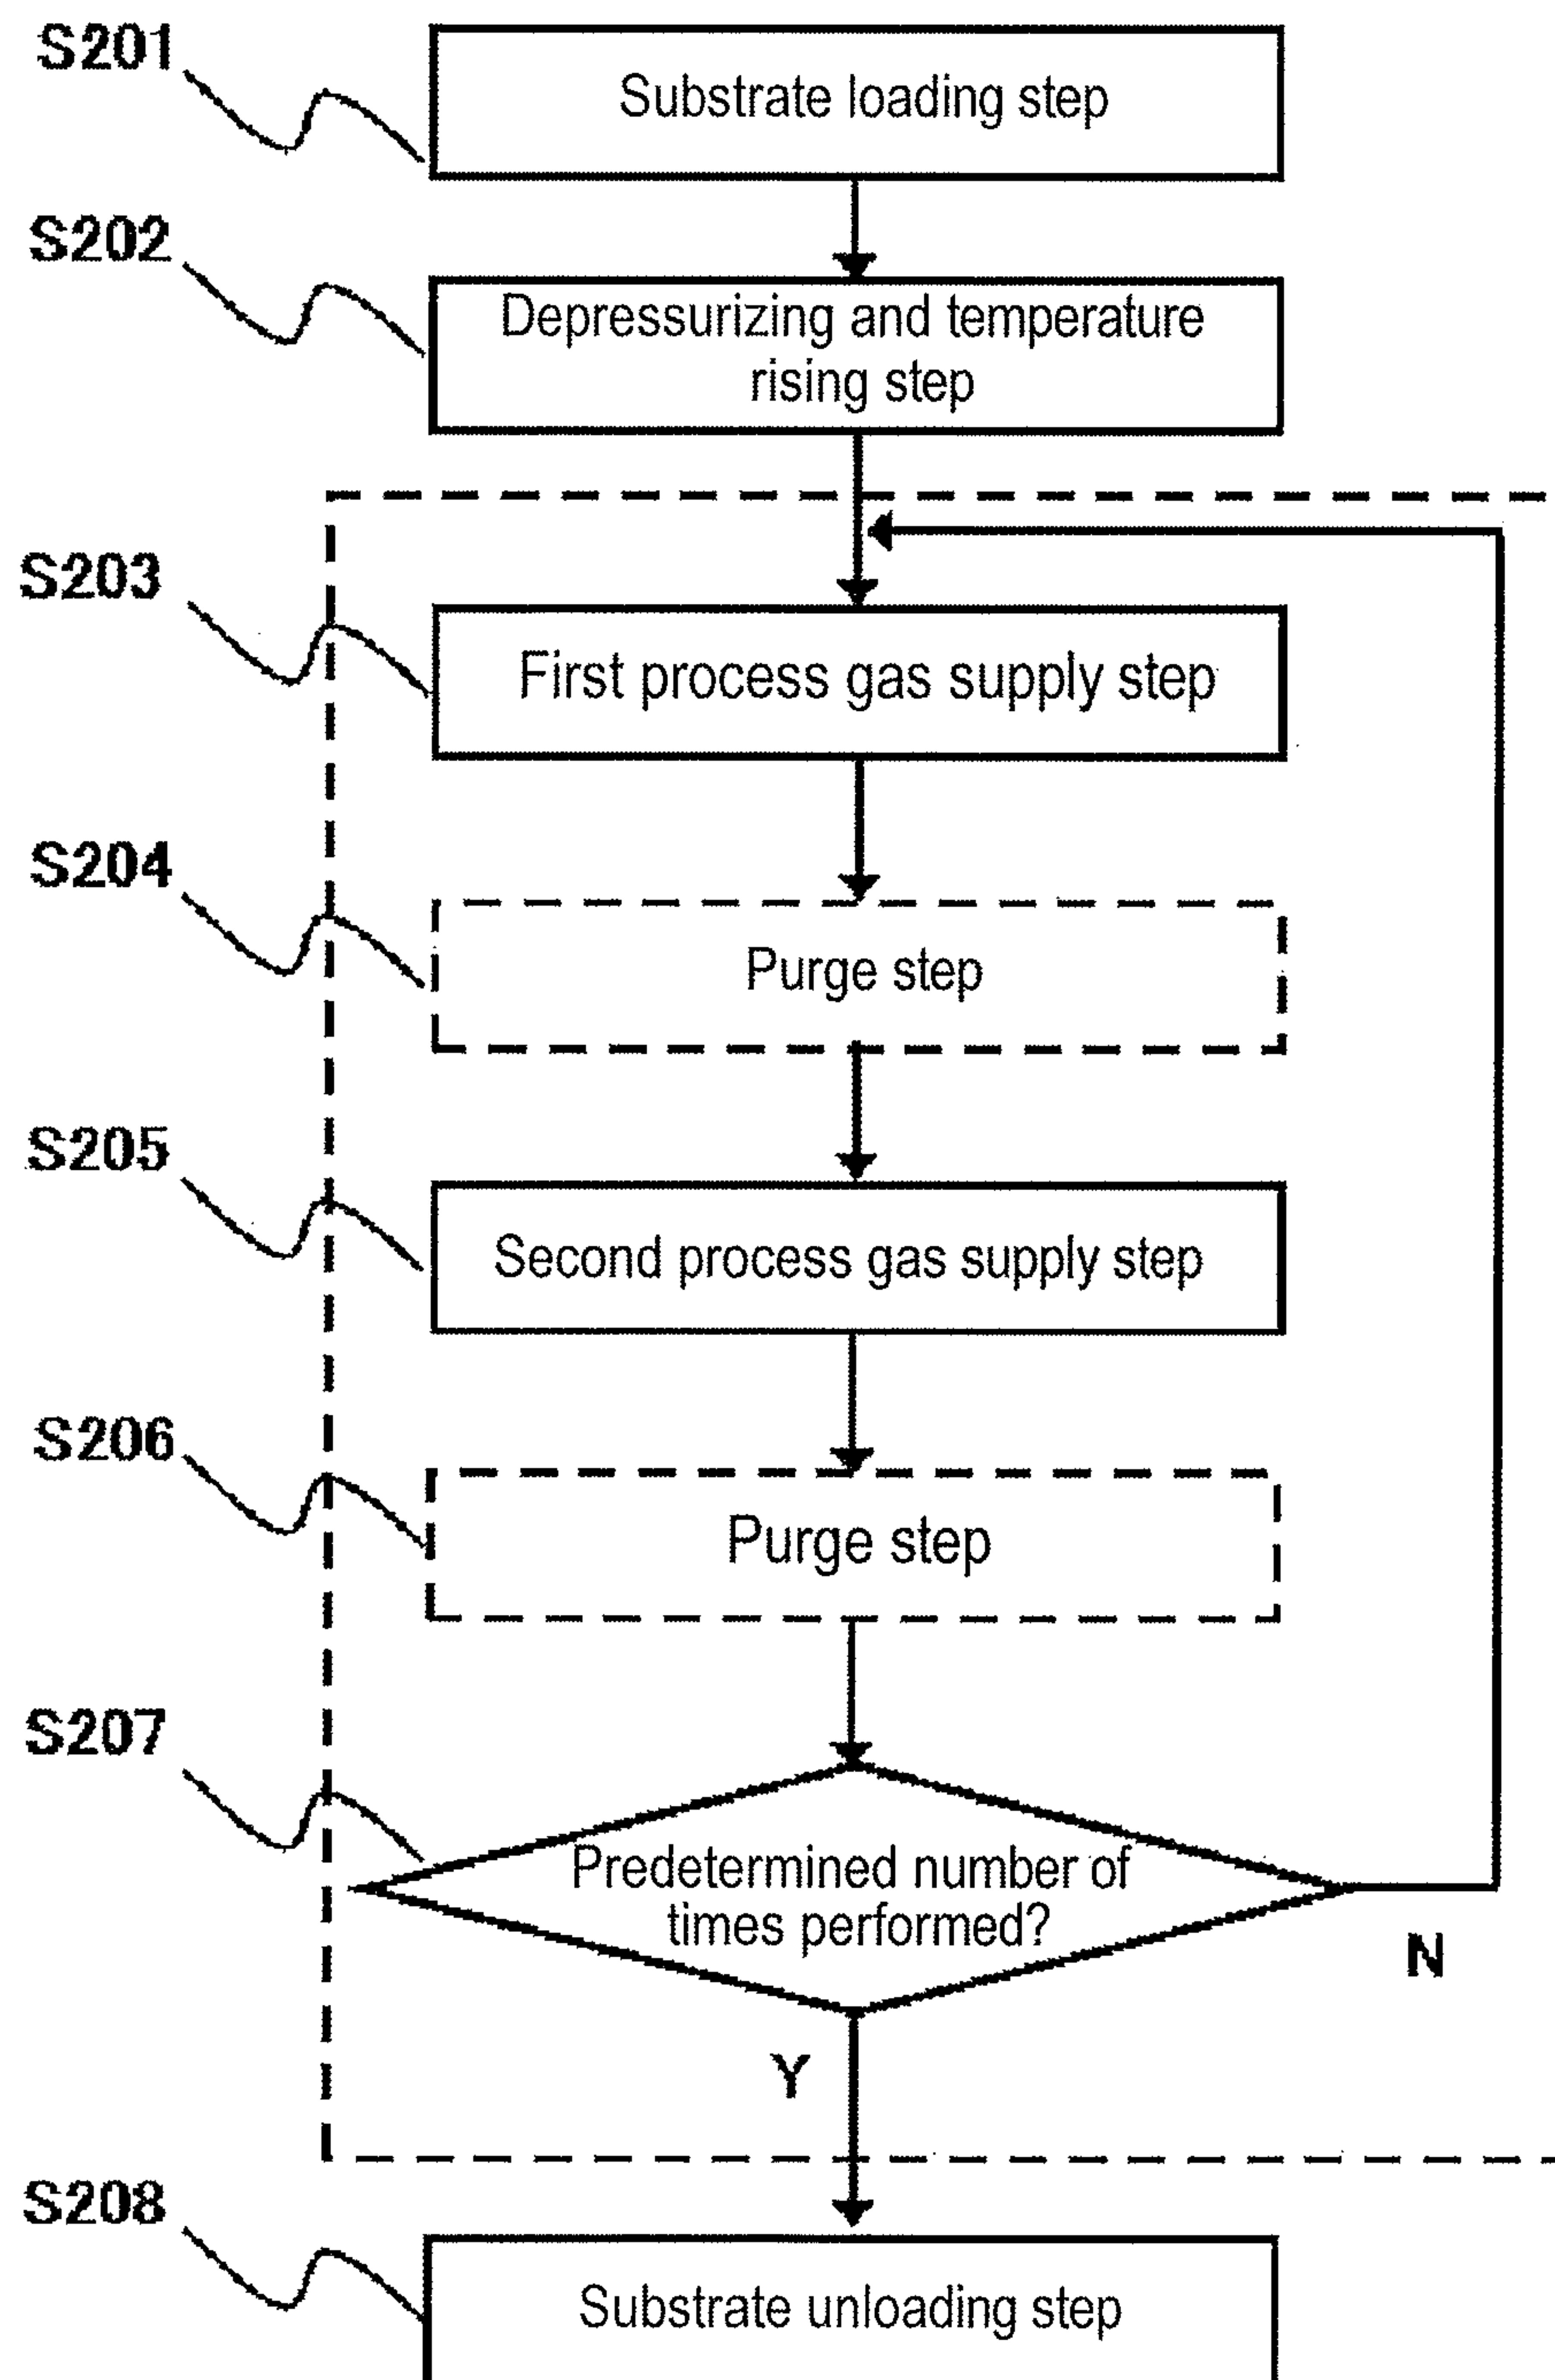 S201
Substrate loading step
S202
Depressurizing and temperature
rising step
S203
First process gas supply step
S204
Purge step
S205
Second process gas supply step
S206
Purge step
S207
Predetermined number of
times performed?
N
Y
S208
Substrate unloading step